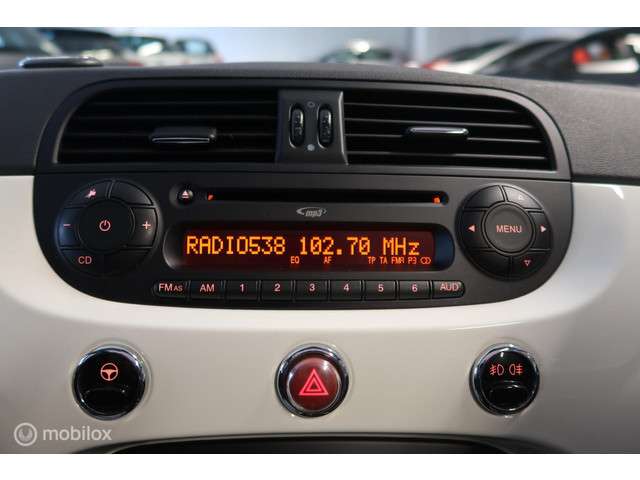 mp3
RADIO538 102.70 MHz
EQ AF TP TA FMA P3
CD
MENU
FM AS AM 1 2 3 4 5 6 AUD
mobilox